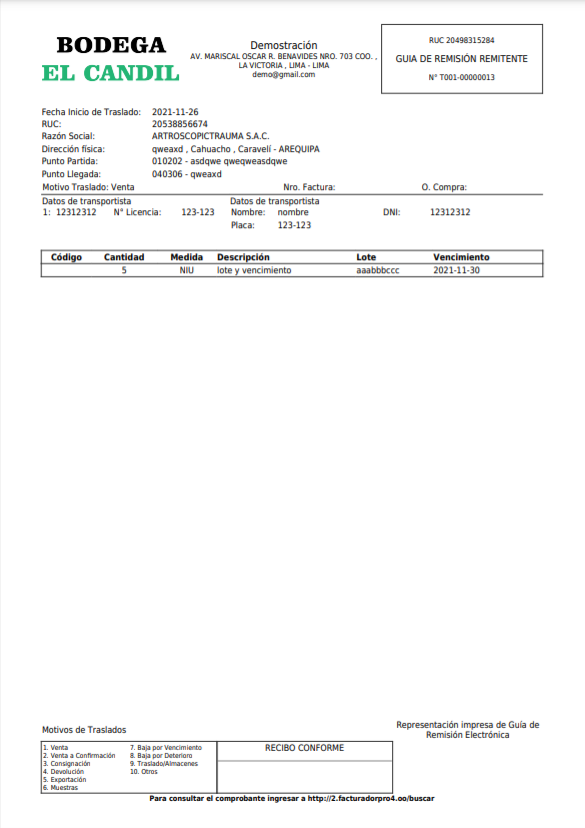 BODEGA
EL CANDIL
Demostración
AV. MARISCAL OSCAR R. BENAVIDES NRO. 703 COO. ,
LA VICTORIA , LIMA - LIMA
demo@gmail.com
RUC 20498315284
GUIA DE REMISIÓN REMITENTE
N° T001-00000013
Fecha Inicio de Traslado: 2021-11-26
RUC: 20538856674
Razón Social: ARTROSCOPICTRAUMA S.A.C.
Dirección física: qweaxd , Cahuacho , Caravelí - AREQUIPA
Punto Partida: 010202 - asdqwe qweqweasdqwe
Punto Llegada: 040306 - qweaxd
Motivo Traslado: Venta Nro. Factura: O. Compra:
Datos de transportista Datos de transportista
1: 12312312 N° Licencia: 123-123 Nombre: nombre DNI: 12312312
Placa: 123-123
Código Cantidad Medida Descripción Lote Vencimiento
5 NIU lote y vencimiento aaabbbccc 2021-11-30
Motivos de Traslados
Representación impresa de Guía de
Remisión Electrónica
1. Venta 7. Baja por Vencimiento
2. Venta a Confirmación 8. Baja por Deterioro
3. Consignación 9. Traslado/Almacenes
4. Devolución 10. Otros
5. Exportación
6. Muestras
RECIBO CONFORME
Para consultar el comprobante ingresar a http://2.facturadorpro4.oo/buscar